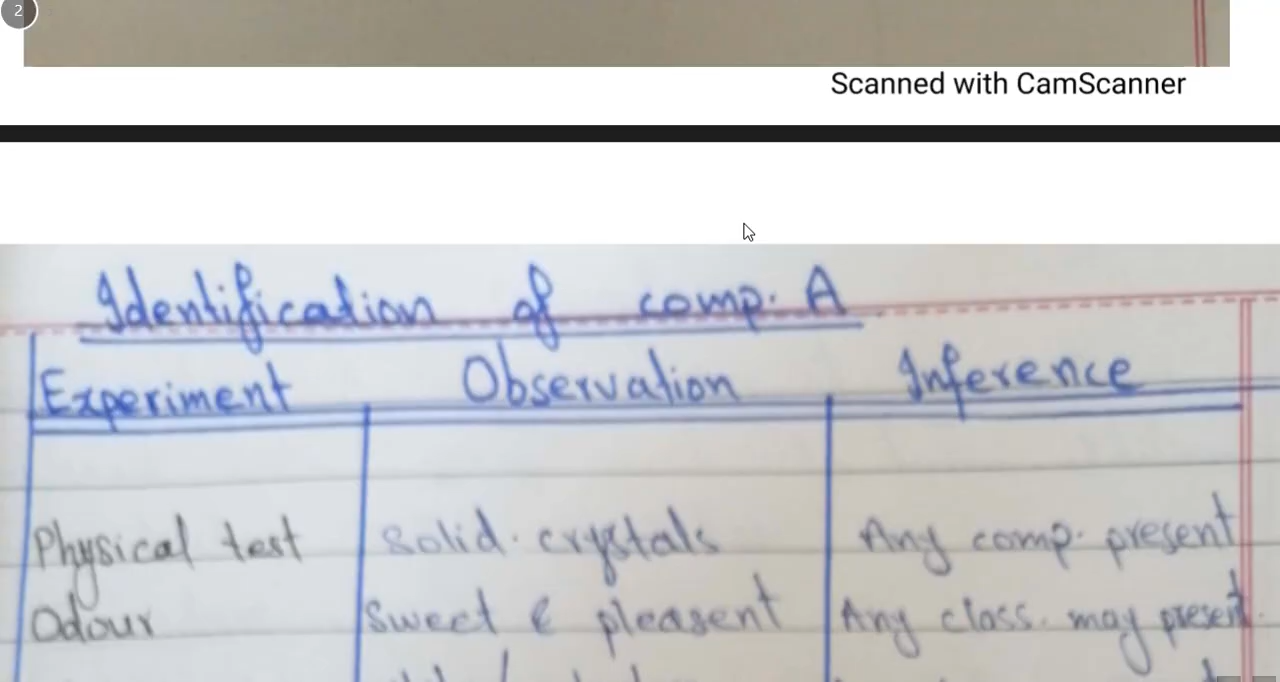 2
Scanned with CamScanner
Identification of comp. A
Experiment Observation Inference
Physical test Solid. crystals Any comp. present
Odour Sweet & pleasent Any class. may present.